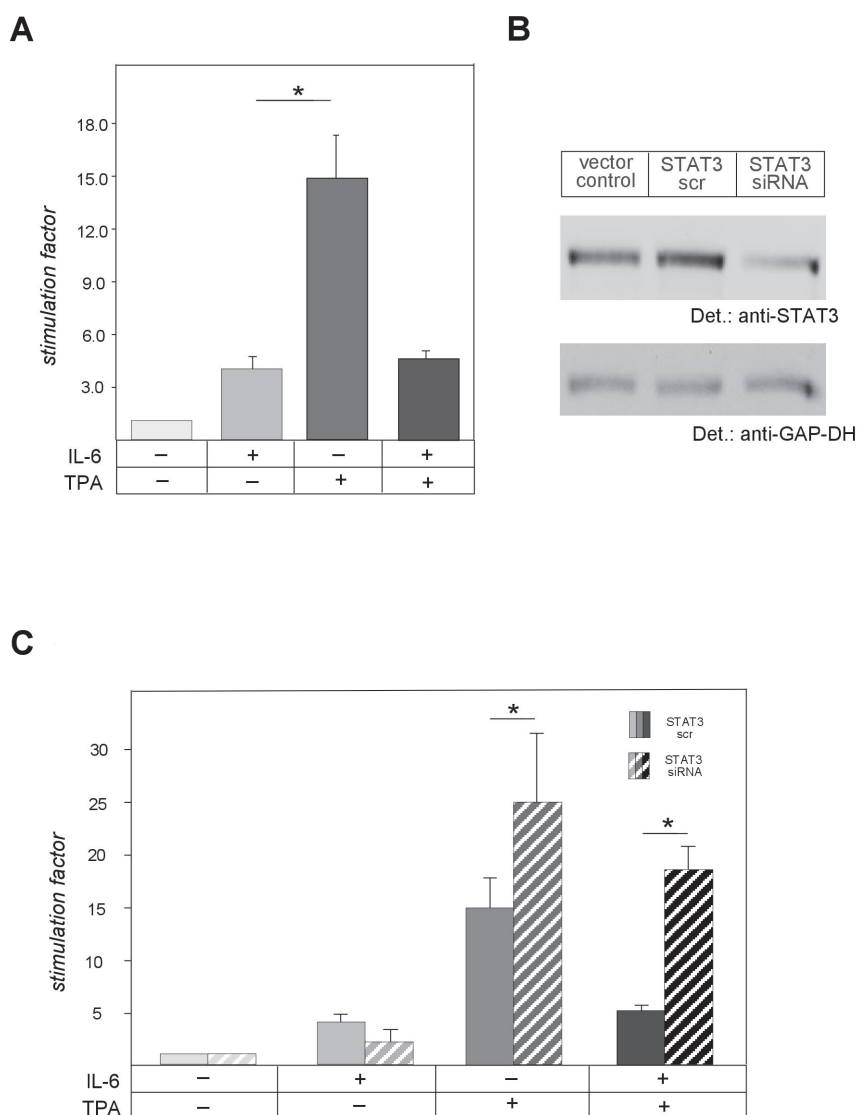 A
B
*
18.0
15.0
12.0
9.0
6.0
3.0
stimulation factor
IL-6 – + – +
TPA – – + +
vector control STAT3 scr STAT3 siRNA
Det.: anti-STAT3
Det.: anti-GAP-DH
C
*
STAT3
scr
STAT3
siRNA
*
30
25
20
15
10
5
stimulation factor
IL-6 – + – +
TPA – – + +